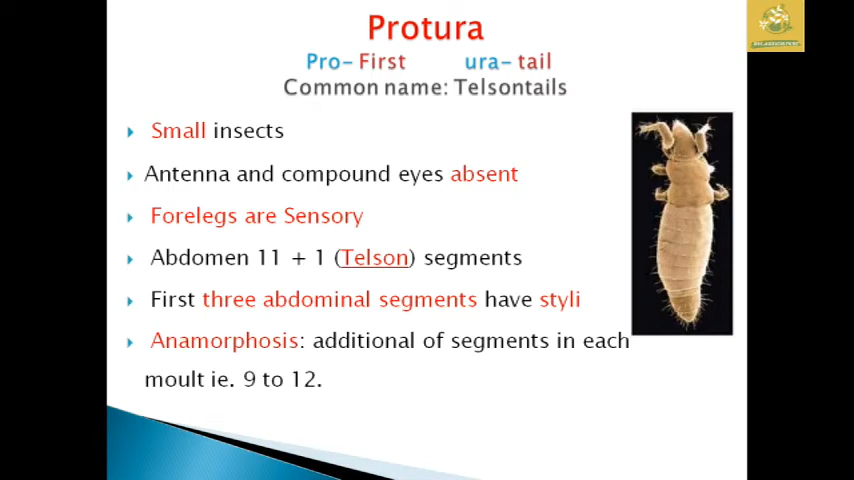 Protura
Pro- First ura- tail
Common name: Telsontails
Small insects
Antenna and compound eyes absent
Forelegs are Sensory
Abdomen 11 + 1 (Telson) segments
First three abdominal segments have styli
Anamorphosis: additional of segments in each
moult ie. 9 to 12.